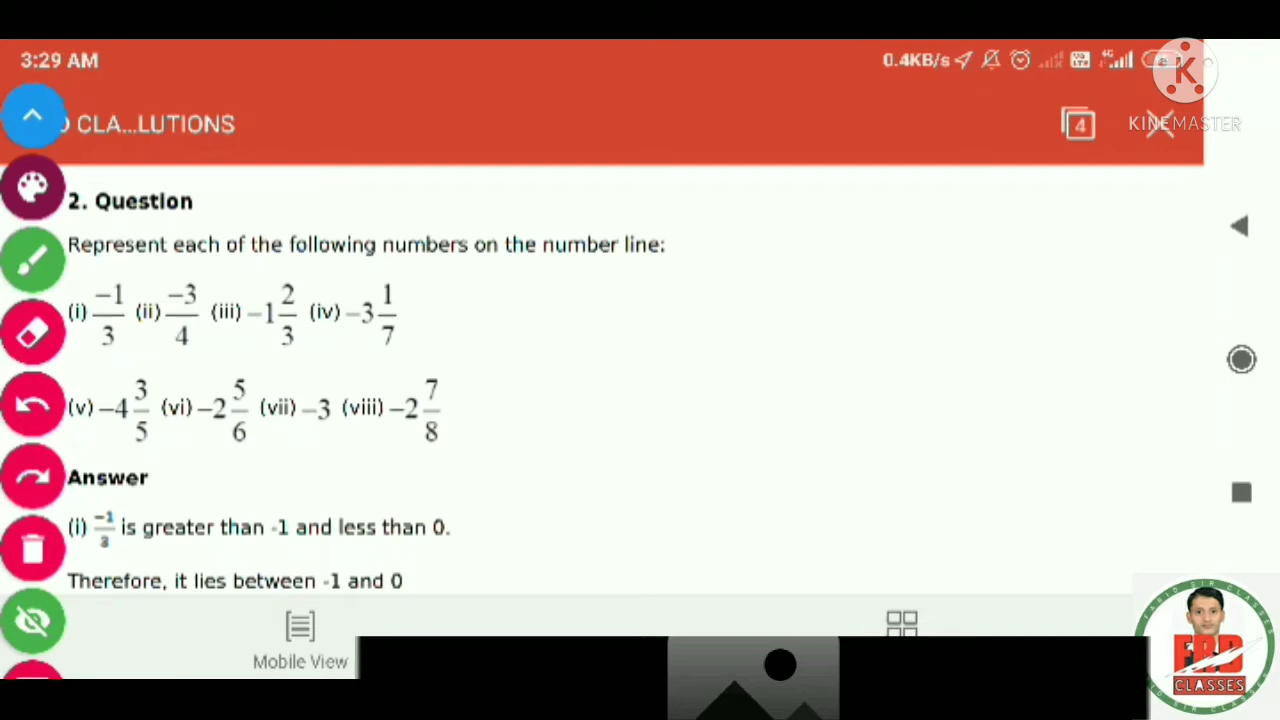 3:29 AM 0.4KB/s 4G
CLA...LUTIONS 4
KINEMASTER
2. Question
Represent each of the following numbers on the number line:
(i) −1/3 (ii) −3/4 (iii) −1 2/3 (iv) −3 1/7
(v) −4 3/5 (vi) −2 5/6 (vii) −3 (viii) −2 7/8
Answer
(i) −1/3 is greater than -1 and less than 0.
Therefore, it lies between -1 and 0
Mobile View
FRD
CLASSES